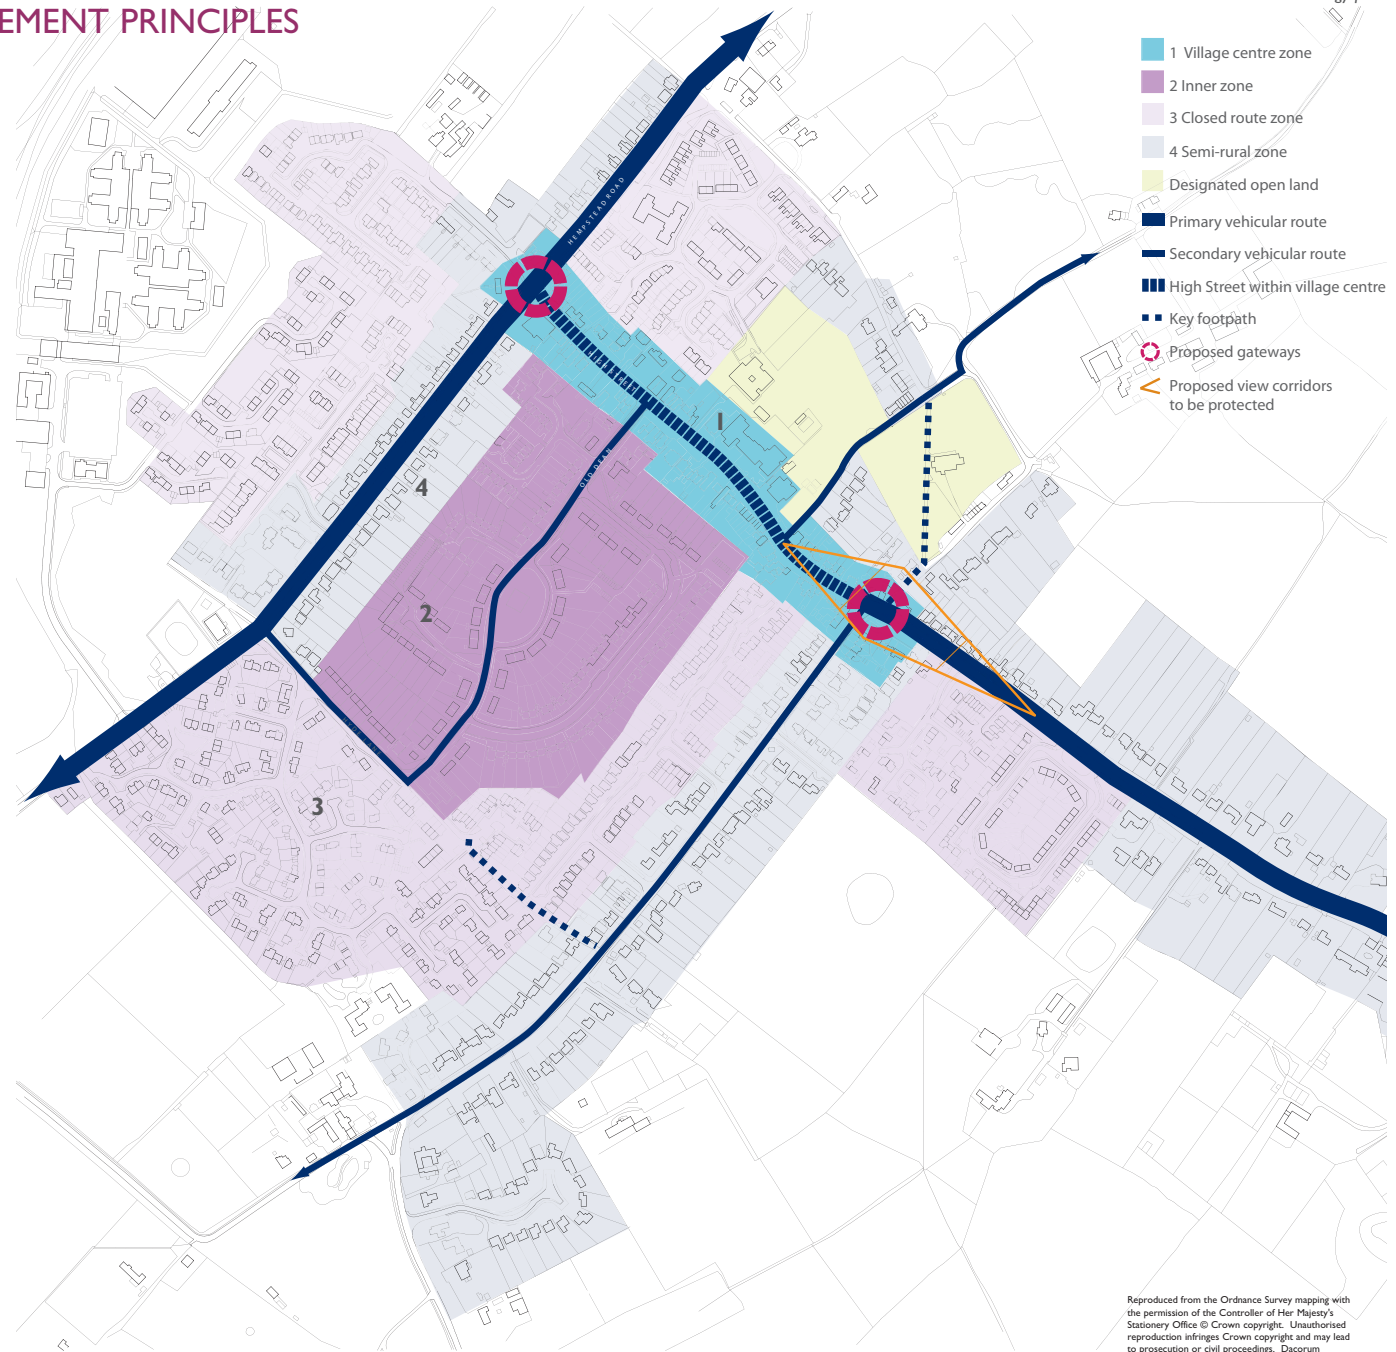 EMENT PRINCIPLES
1 Village centre zone
2 Inner zone
3 Closed route zone
4 Semi-rural zone
Designated open land
Primary vehicular route
Secondary vehicular route
High Street within village centre
Key footpath
Proposed gateways
Proposed view corridors
to be protected
HEMPSTEAD ROAD
HIGH STREET
OLD DEAN
1
4
2
3
Reproduced from the Ordnance Survey mapping with
the permission of the Controller of Her Majesty's
Stationery Office © Crown copyright. Unauthorised
reproduction infringes Crown copyright and may lead
to prosecution or civil proceedings. Dacorum